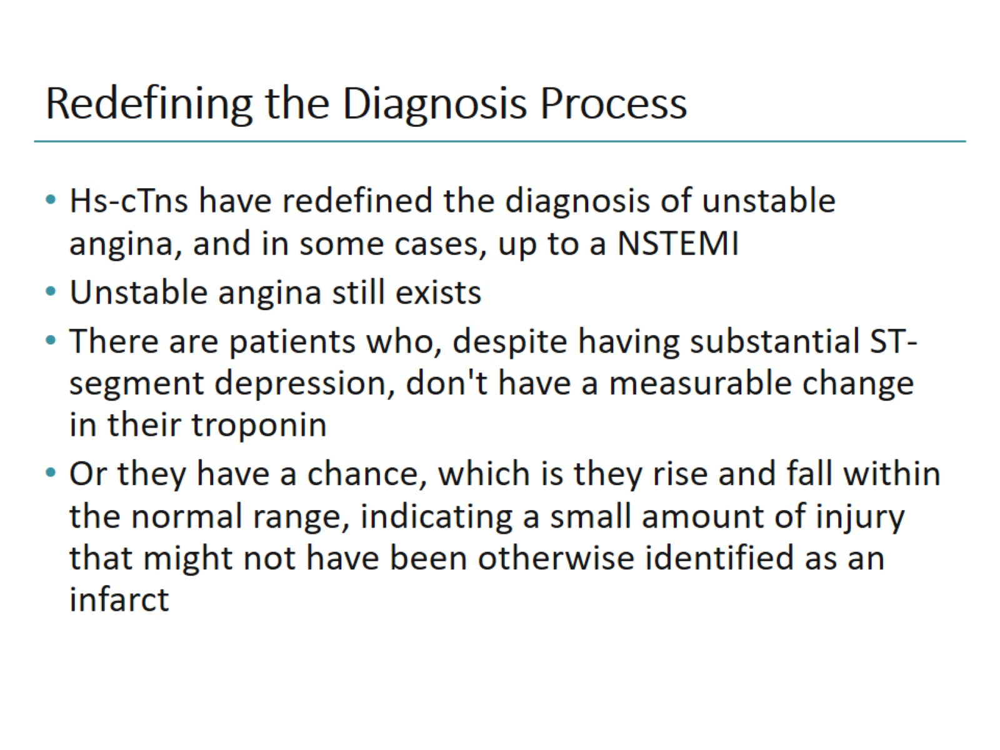 Redefining the Diagnosis Process
• Hs-cTns have redefined the diagnosis of unstable
angina, and in some cases, up to a NSTEMI
• Unstable angina still exists
• There are patients who, despite having substantial ST-
segment depression, don't have a measurable change
in their troponin
• Or they have a chance, which is they rise and fall within
the normal range, indicating a small amount of injury
that might not have been otherwise identified as an
infarct